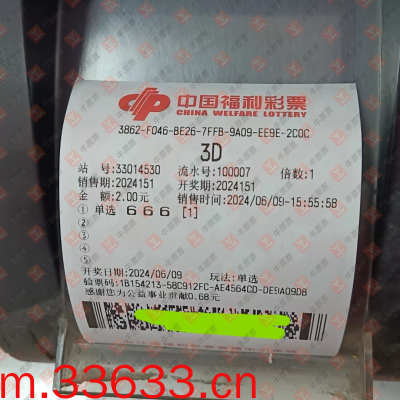 中国福利彩票
CHINA WELFARE LOTTERY
3862-F046-BE26-7FFB-9A09-EE9E-2C0C
3D
站 号:33014530 流水号:100007 倍数:1
销售期:2024151 开奖期:2024151
金 额:2.00元 销售时间:2024/06/09-15:55:58
① 单选 6 6 6 [1]
②
③
④
⑤
开奖日期:2024/06/09 玩法:单选
验票码:1B154213-58C912FC-AE4564CD-DE9A09D8
感谢您为公益事业贡献0.68元
m.33633.cn